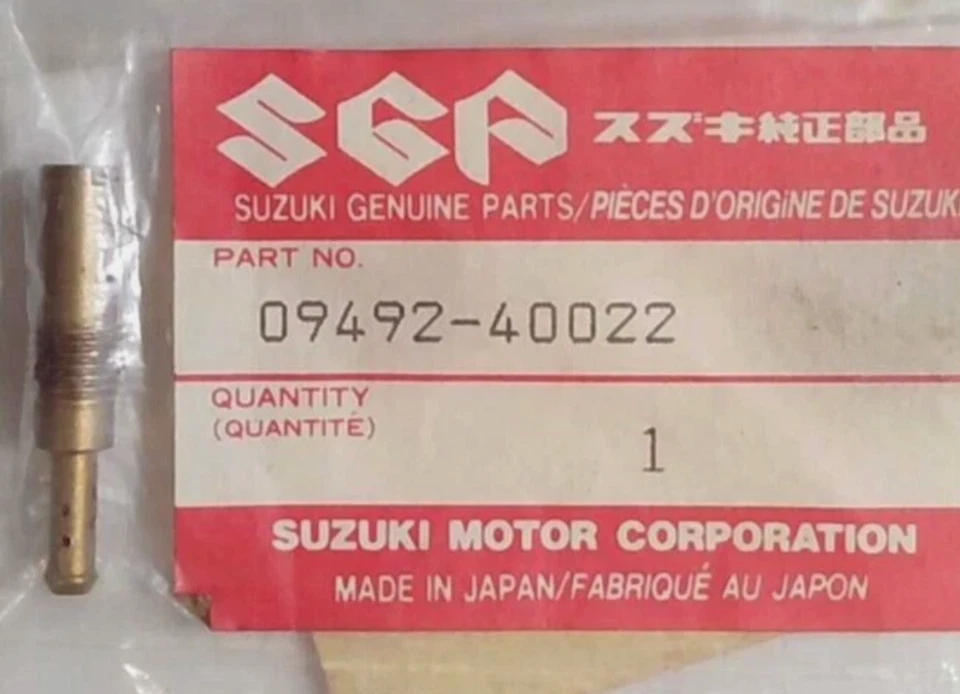 SGP スズキ純正部品
SUZUKI GENUINE PARTS/PIÈCES D'ORIGINE DE SUZUK
PART NO.
09492-40022
QUANTITY
(QUANTITÉ)
1
SUZUKI MOTOR CORPORATION
MADE IN JAPAN/FABRIQUÉ AU JAPON